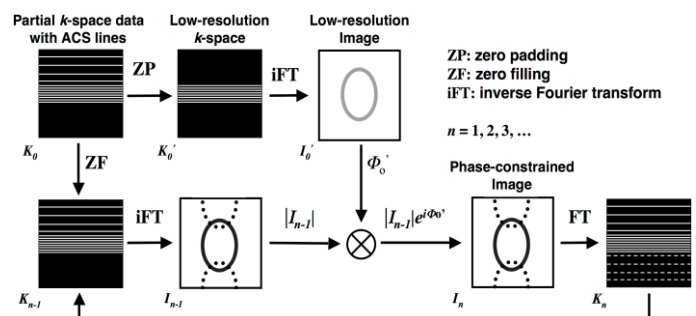 Partial k-space data
with ACS lines
Low-resolution
k-space
Low-resolution
Image
ZP
iFT
ZP: zero padding
ZF: zero filling
iFT: inverse Fourier transform
n = 1, 2, 3, ...
K₀
K₀'
I₀'
ZF
Φ₀'
Phase-constrained
Image
iFT
|Iₙ₋₁|
|Iₙ₋₁|e^{iΦ₀'}
FT
Kₙ₋₁
Iₙ₋₁
Iₙ
Kₙ